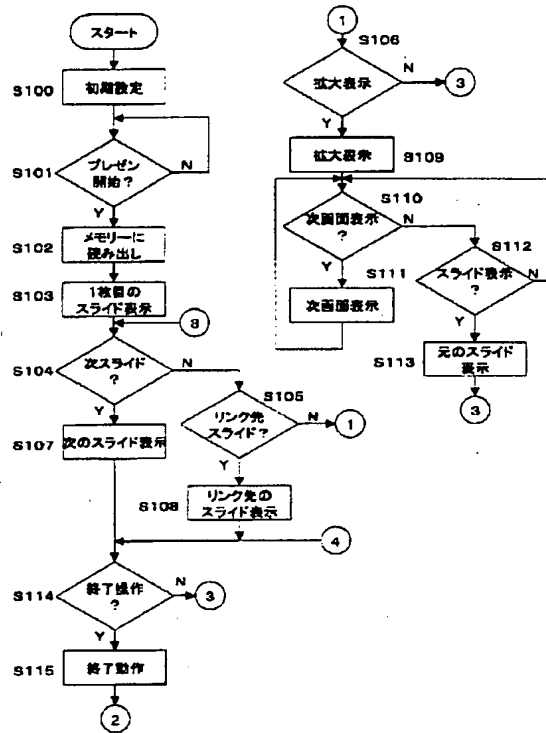 スタート
S100
初期設定
S101
プレゼン
開始?
N
Y
S102
メモリーに
読み出し
S103
1枚目の
スライド表示
3
S104
次スライド
?
N
Y
S105
リンク先
スライド?
N
1
Y
S107
次のスライド表示
S108
リンク先の
スライド表示
4
S114
終了操作
?
N
3
Y
S115
終了動作
2
1
S106
拡大表示
N
3
Y
拡大表示
S109
S110
次画面表示
?
N
Y
S111
次画面表示
S112
スライド表示
?
N
Y
S113
元のスライド
表示
3